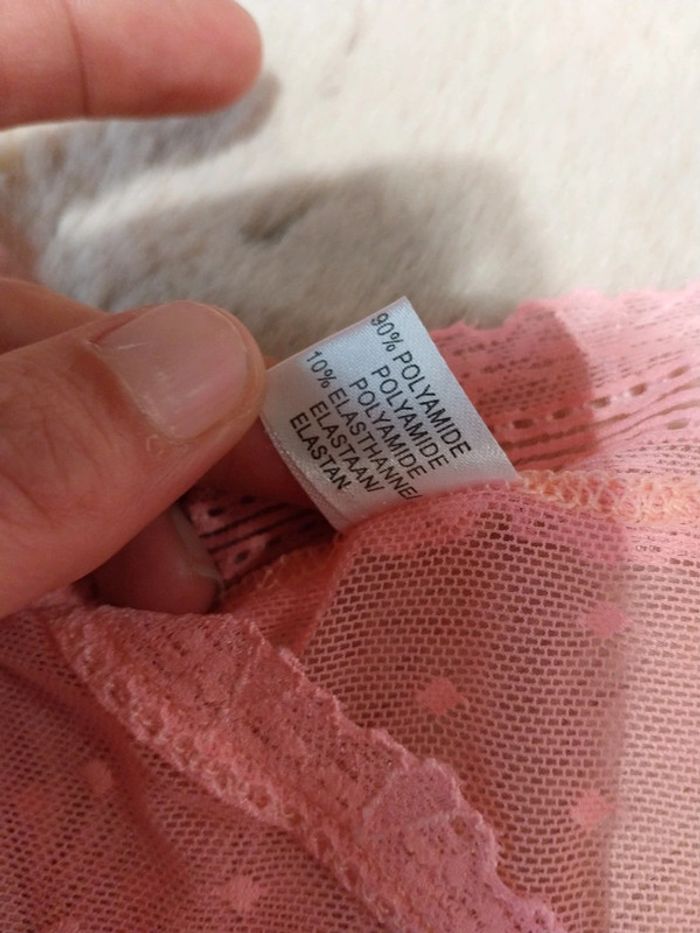 90% POLYAMIDE
POLYAMIDE
POLYAMIDE
10% ELASTHANNE/
ELASTAAN/
ELASTAN